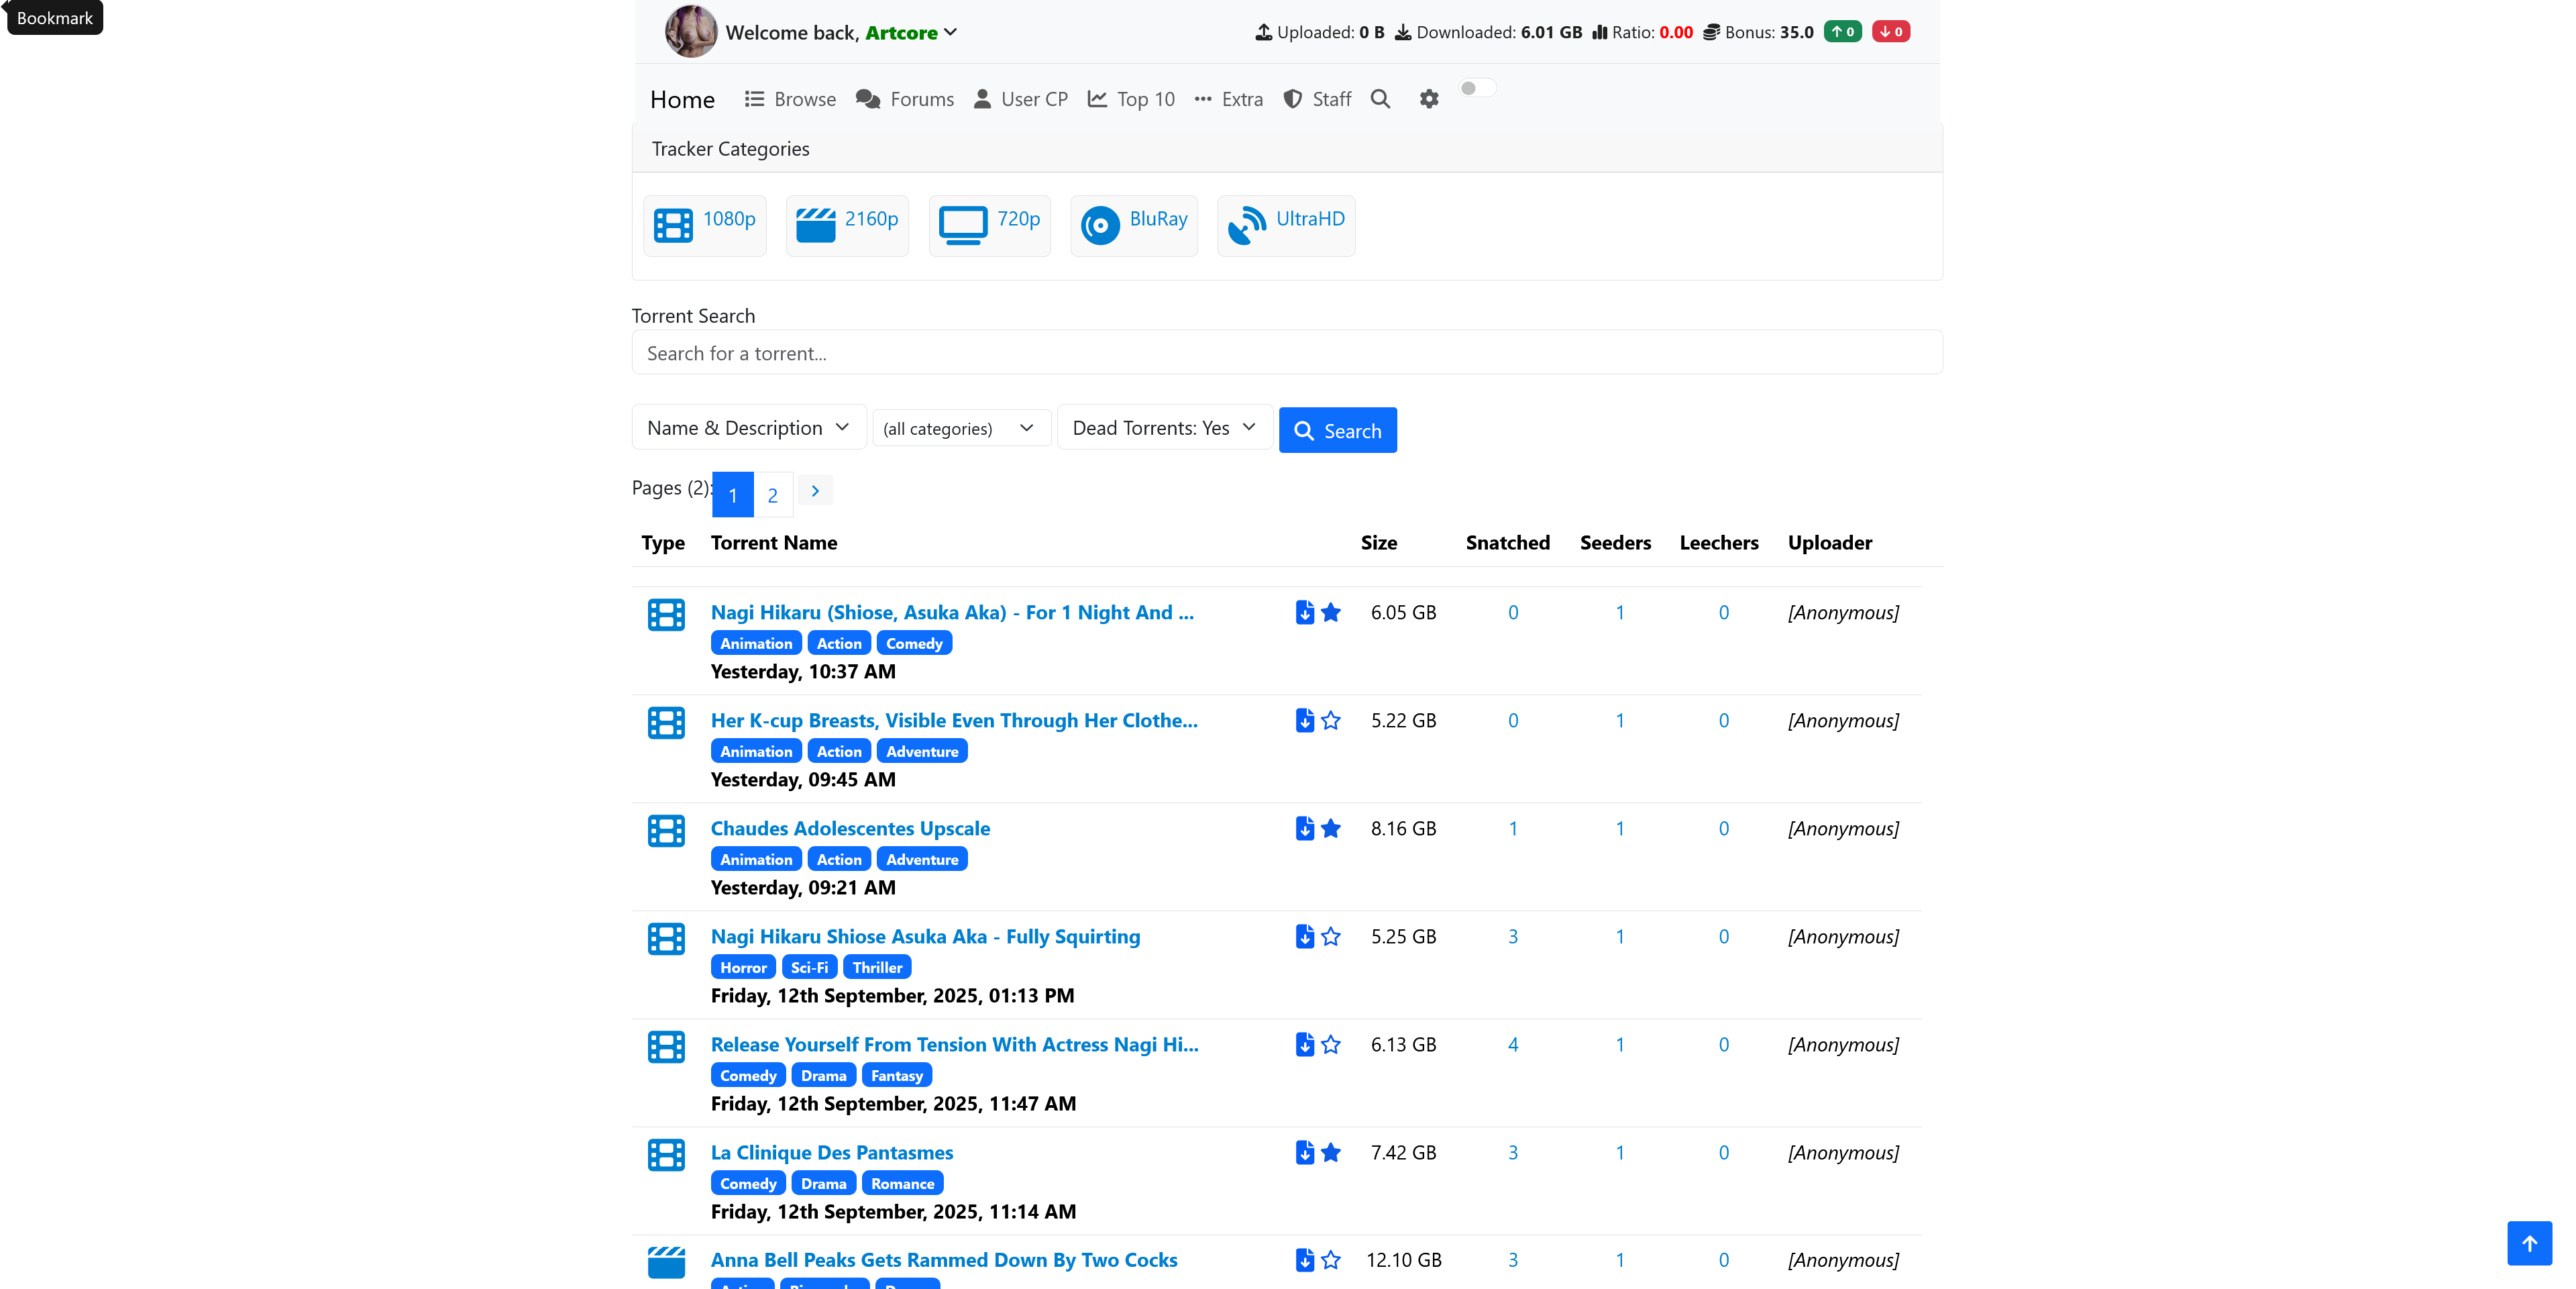 Bookmark
Welcome back, Artcore
Uploaded: 0 B Downloaded: 6.01 GB Ratio: 0.00 Bonus: 35.0 0 0
Home Browse Forums User CP Top 10 Extra Staff
Tracker Categories
1080p 2160p 720p BluRay UltraHD
Torrent Search
Search for a torrent...
Name & Description (all categories) Dead Torrents: Yes Search
Pages (2): 1 2
Type Torrent Name Size Snatched Seeders Leechers Uploader
Nagi Hikaru (Shiose, Asuka Aka) - For 1 Night And ... 6.05 GB 0 1 0 [Anonymous]
Animation Action Comedy
Yesterday, 10:37 AM
Her K-cup Breasts, Visible Even Through Her Clothe... 5.22 GB 0 1 0 [Anonymous]
Animation Action Adventure
Yesterday, 09:45 AM
Chaudes Adolescentes Upscale 8.16 GB 1 1 0 [Anonymous]
Animation Action Adventure
Yesterday, 09:21 AM
Nagi Hikaru Shiose Asuka Aka - Fully Squirting 5.25 GB 3 1 0 [Anonymous]
Horror Sci-Fi Thriller
Friday, 12th September, 2025, 01:13 PM
Release Yourself From Tension With Actress Nagi Hi... 6.13 GB 4 1 0 [Anonymous]
Comedy Drama Fantasy
Friday, 12th September, 2025, 11:47 AM
La Clinique Des Pantasmes 7.42 GB 3 1 0 [Anonymous]
Comedy Drama Romance
Friday, 12th September, 2025, 11:14 AM
Anna Bell Peaks Gets Rammed Down By Two Cocks 12.10 GB 3 1 0 [Anonymous]